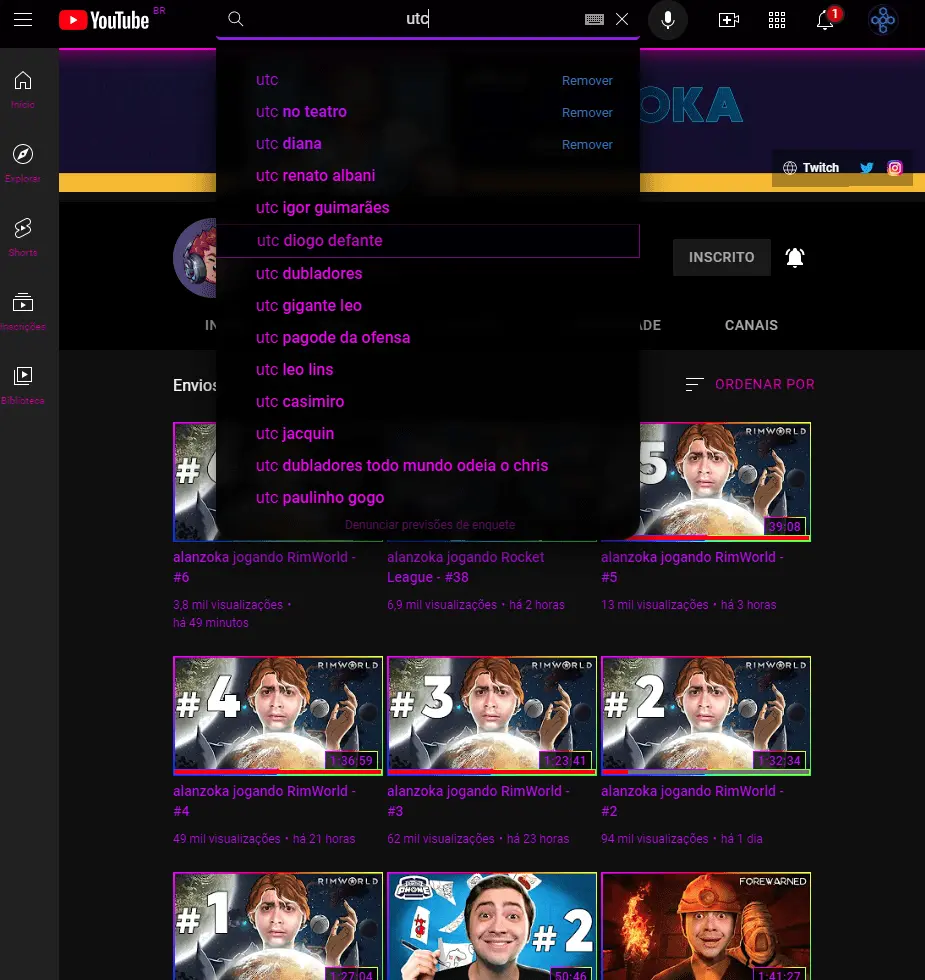 YouTube BR
utc
1
Início
Explorar
Shorts
Inscrições
Biblioteca
utc Remover
utc no teatro Remover
utc diana Remover
utc renato albani
utc igor guimarães
utc diogo defante
utc dubladores
utc gigante leo
utc pagode da ofensa
utc leo lins
utc casimiro
utc jacquin
utc dubladores todo mundo odeia o chris
utc paulinho gogo
Denunciar previsões de enquete
OKA
Twitch
INSCRITO
IN
ADE
CANAIS
Envios
ORDENAR POR
#
5
RIMWORLD
39:08
alanzoka jogando RimWorld -
#6
3,8 mil visualizações •
há 49 minutos
alanzoka jogando Rocket
League - #38
6,9 mil visualizações • há 2 horas
alanzoka jogando RimWorld -
#5
13 mil visualizações • há 3 horas
#4
RIMWORLD
1:36:59
#3
RIMWORLD
1:23:41
#2
RIMWORLD
1:32:34
alanzoka jogando RimWorld -
#4
49 mil visualizações • há 21 horas
alanzoka jogando RimWorld -
#3
62 mil visualizações • há 23 horas
alanzoka jogando RimWorld -
#2
94 mil visualizações • há 1 dia
#1
RIMWORLD
1:27:04
PHONE
#2
50:46
FOREWARNED
1:41:27